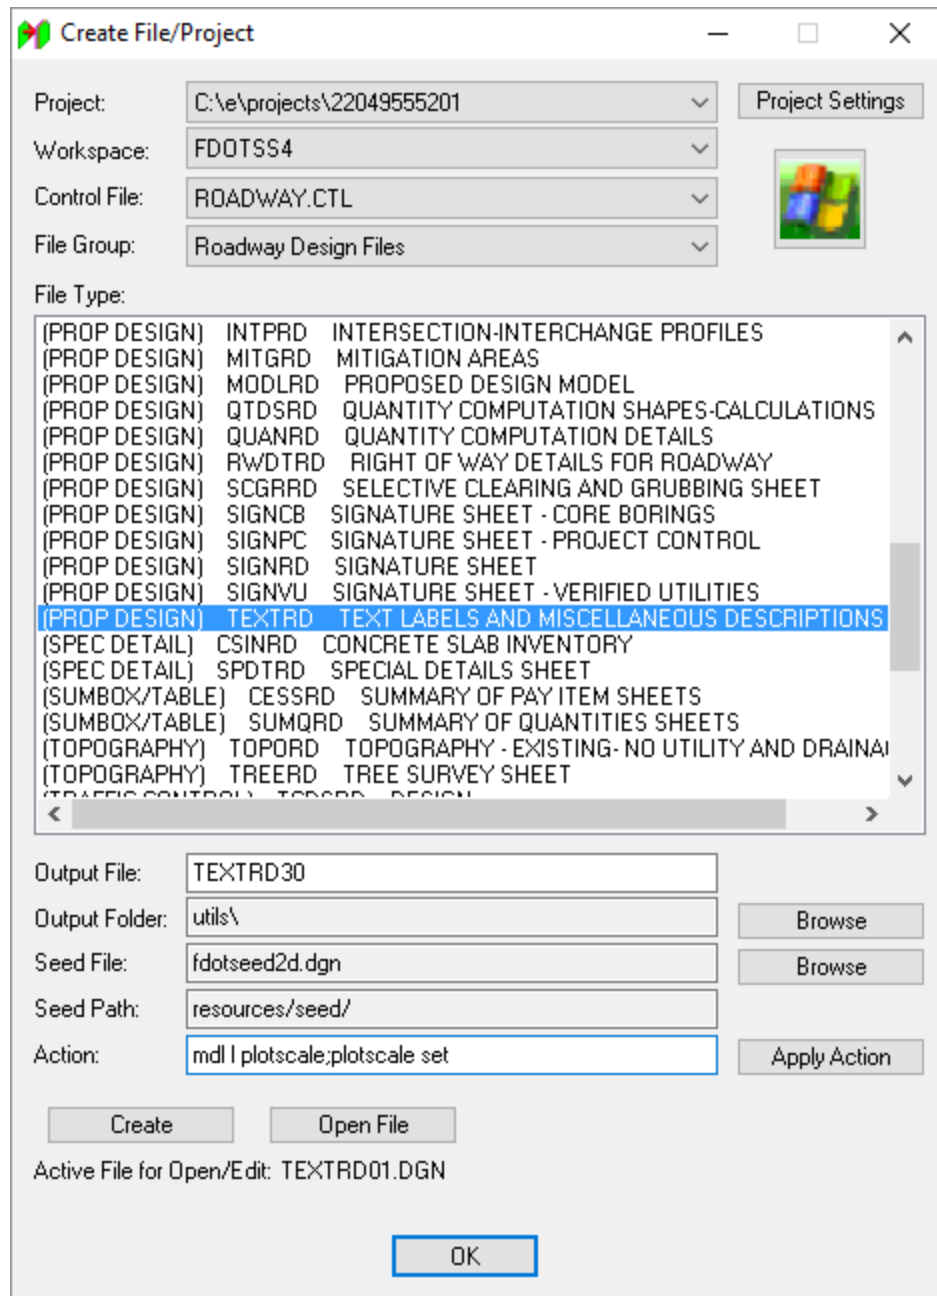 Create File/Project
Project: C:\e\projects\22049555201 Project Settings
Workspace: FDOTSS4
Control File: ROADWAY.CTL
File Group: Roadway Design Files
File Type:
(PROP DESIGN) INTPRD INTERSECTION-INTERCHANGE PROFILES
(PROP DESIGN) MITGRD MITIGATION AREAS
(PROP DESIGN) MODLRD PROPOSED DESIGN MODEL
(PROP DESIGN) QTDSRD QUANTITY COMPUTATION SHAPES-CALCULATIONS
(PROP DESIGN) QUANRD QUANTITY COMPUTATION DETAILS
(PROP DESIGN) RWDTRD RIGHT OF WAY DETAILS FOR ROADWAY
(PROP DESIGN) SCGRRD SELECTIVE CLEARING AND GRUBBING SHEET
(PROP DESIGN) SIGNCB SIGNATURE SHEET - CORE BORINGS
(PROP DESIGN) SIGNPC SIGNATURE SHEET - PROJECT CONTROL
(PROP DESIGN) SIGNRD SIGNATURE SHEET
(PROP DESIGN) SIGNVU SIGNATURE SHEET - VERIFIED UTILITIES
(PROP DESIGN) TEXTRD TEXT LABELS AND MISCELLANEOUS DESCRIPTIONS
(SPEC DETAIL) CSINRD CONCRETE SLAB INVENTORY
(SPEC DETAIL) SPDTRD SPECIAL DETAILS SHEET
(SUMBOX/TABLE) CESSRD SUMMARY OF PAY ITEM SHEETS
(SUMBOX/TABLE) SUMQRD SUMMARY OF QUANTITIES SHEETS
(TOPOGRAPHY) TOPORD TOPOGRAPHY - EXISTING- NO UTILITY AND DRAINA
(TOPOGRAPHY) TREERD TREE SURVEY SHEET
(TRAFFIC CONTROL) TCDSRD DESIGN
Output File: TEXTRD30
Output Folder: utils\ Browse
Seed File: fdotseed2d.dgn Browse
Seed Path: resources/seed/
Action: mdl l plotscale;plotscale set Apply Action
Create Open File
Active File for Open/Edit: TEXTRD01.DGN
OK